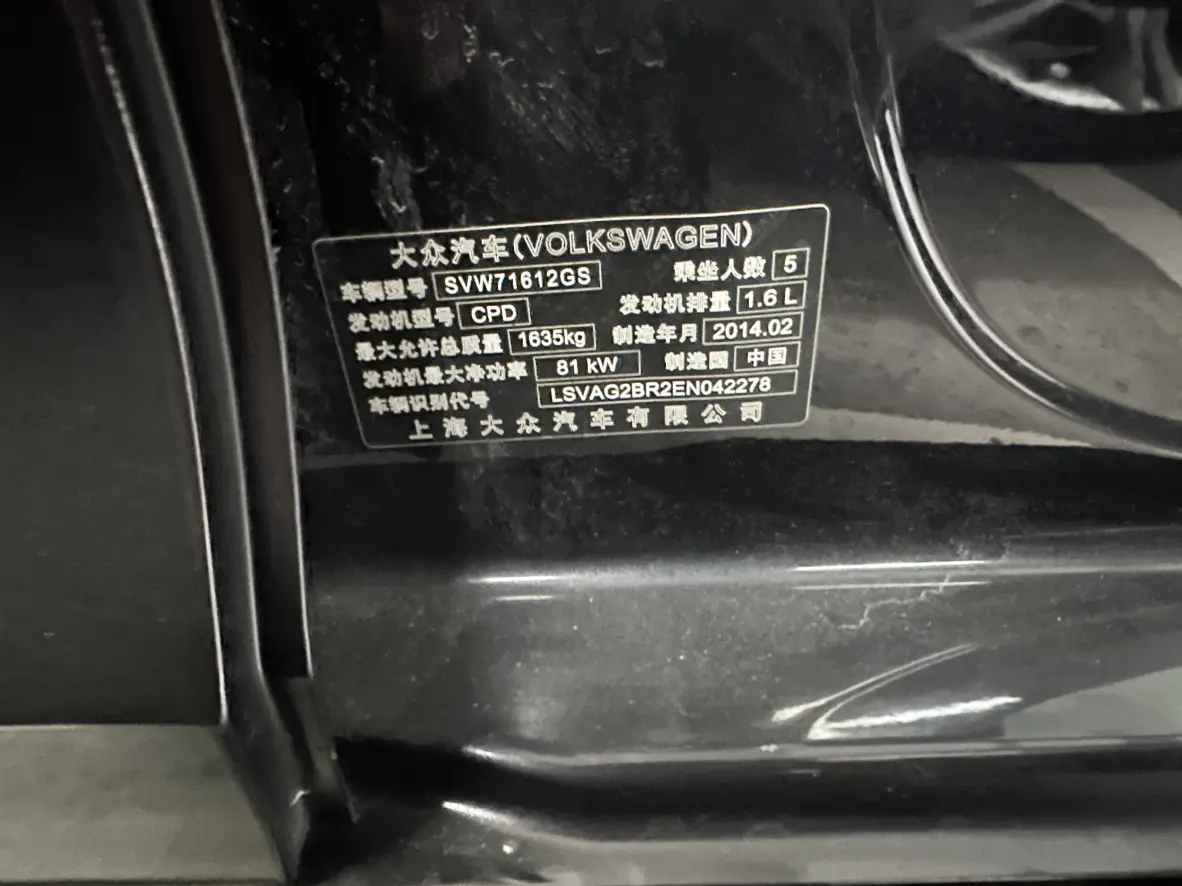 大众汽车(VOLKSWAGEN)
车辆型号 SVW71612GS 乘坐人数 5
发动机型号 CPD 发动机排量 1.6 L
最大允许总质量 1635kg 制造年月 2014.02
发动机最大净功率 81 kW 制造国 中国
车辆识别代号 LSVAG2BR2EN042278
上海大众汽车有限公司